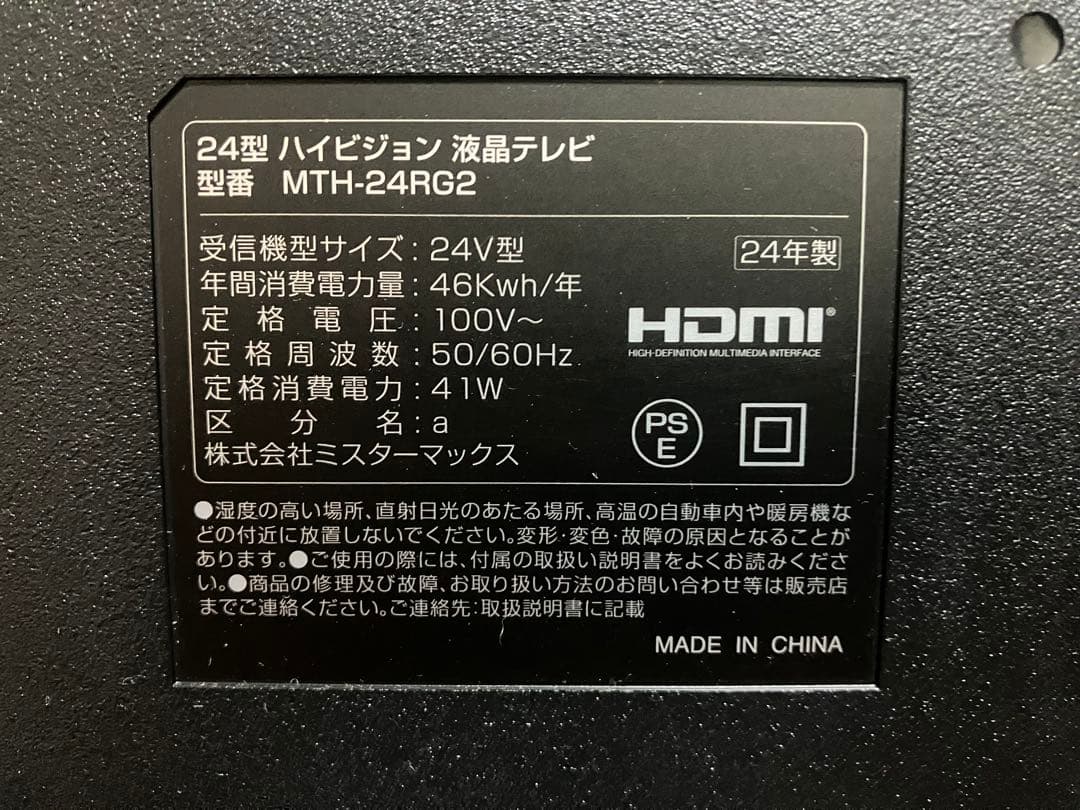 24型 ハイビジョン 液晶テレビ
型番 MTH-24RG2
受信機型サイズ：24V型
24年製
年間消費電力量：46Kwh/年
定格電圧：100V～
HDMI®
HIGH-DEFINITION MULTIMEDIA INTERFACE
定格周波数：50/60Hz
定格消費電力：41W
区分名：a
PS
E
株式会社ミスターマックス
●湿度の高い場所、直射日光のあたる場所、高温の自動車内や暖房機な
どの付近に放置しないでください。変形・変色・故障の原因となることが
あります。●ご使用の際には、付属の取扱い説明書をよくお読みくださ
い。●商品の修理及び故障、お取り扱い方法のお問い合わせ等は販売店
までご連絡ください。ご連絡先：取扱説明書に記載
MADE IN CHINA